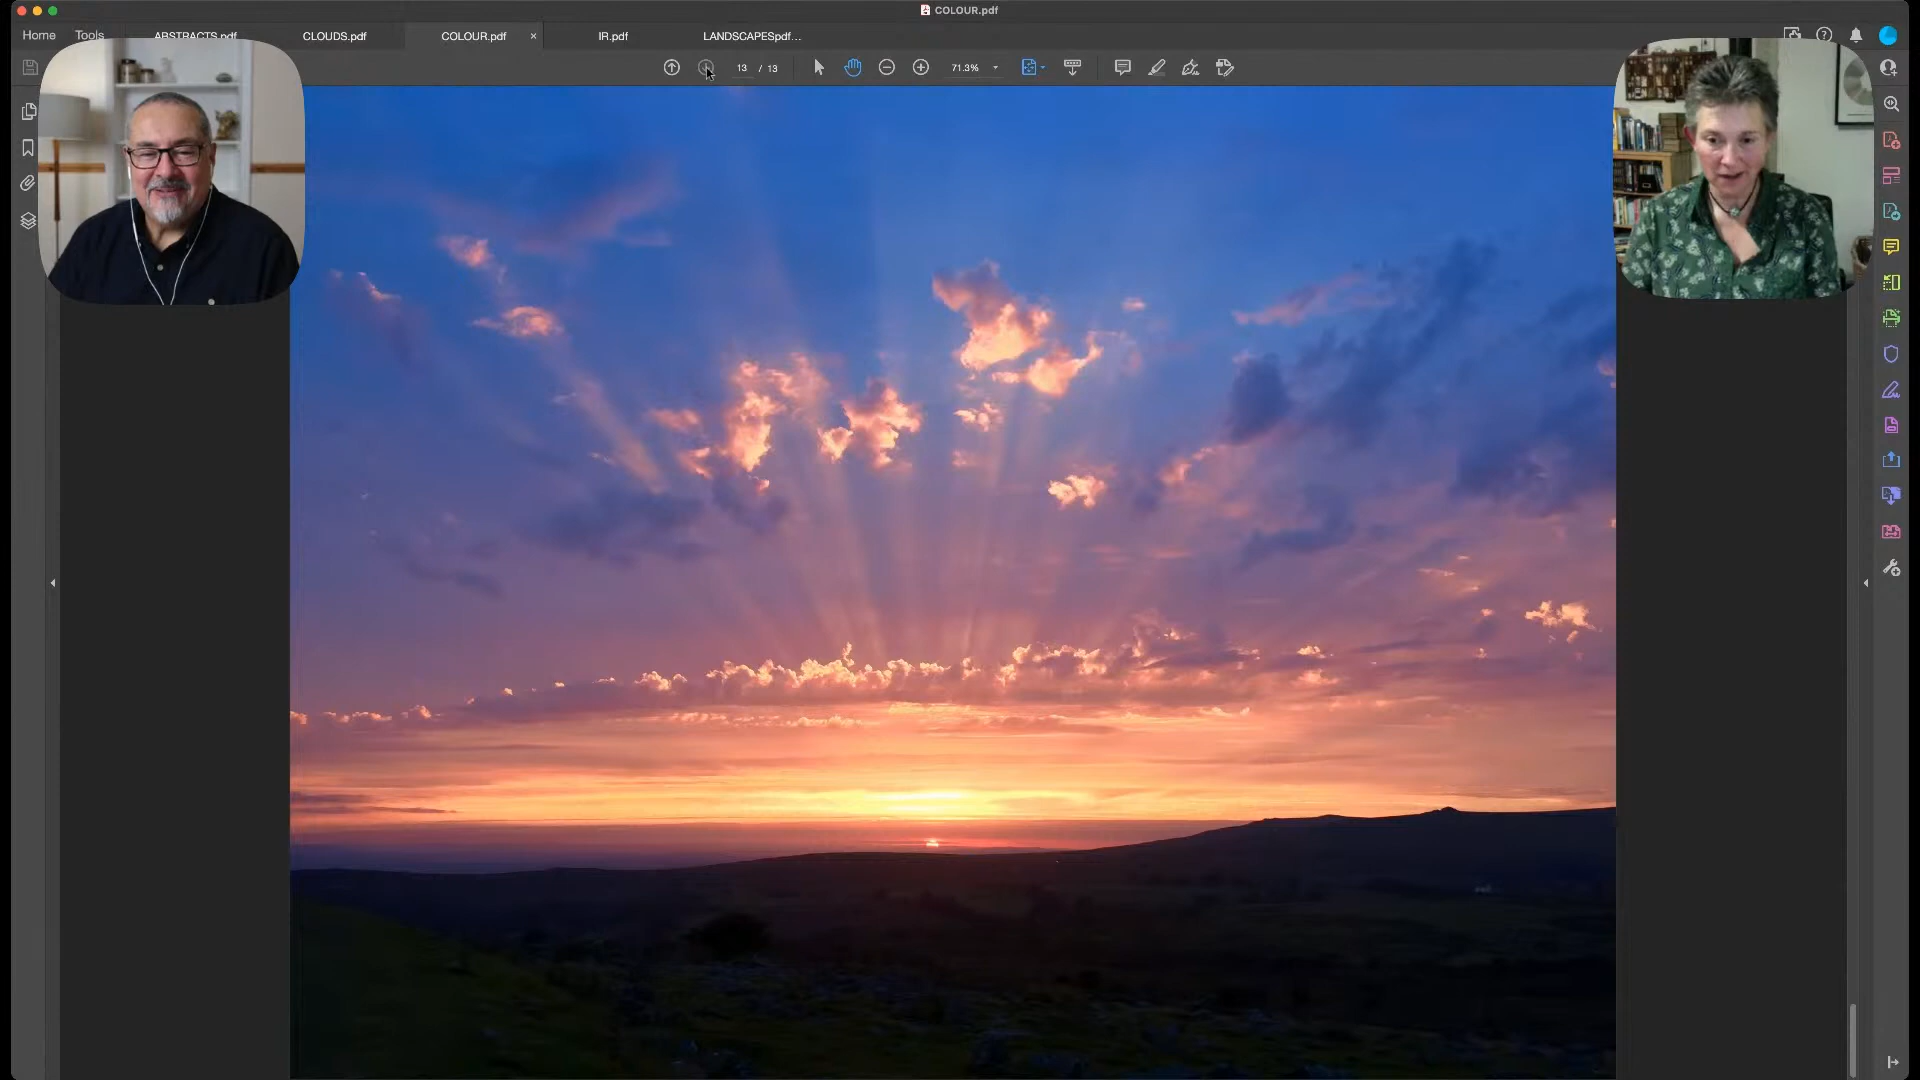 COLOUR.pdf
Home
Tools
ABSTRACTS.pdf
CLOUDS.pdf
COLOUR.pdf
IR.pdf
LANDSCAPESpdf...
13 / 13
71.3%